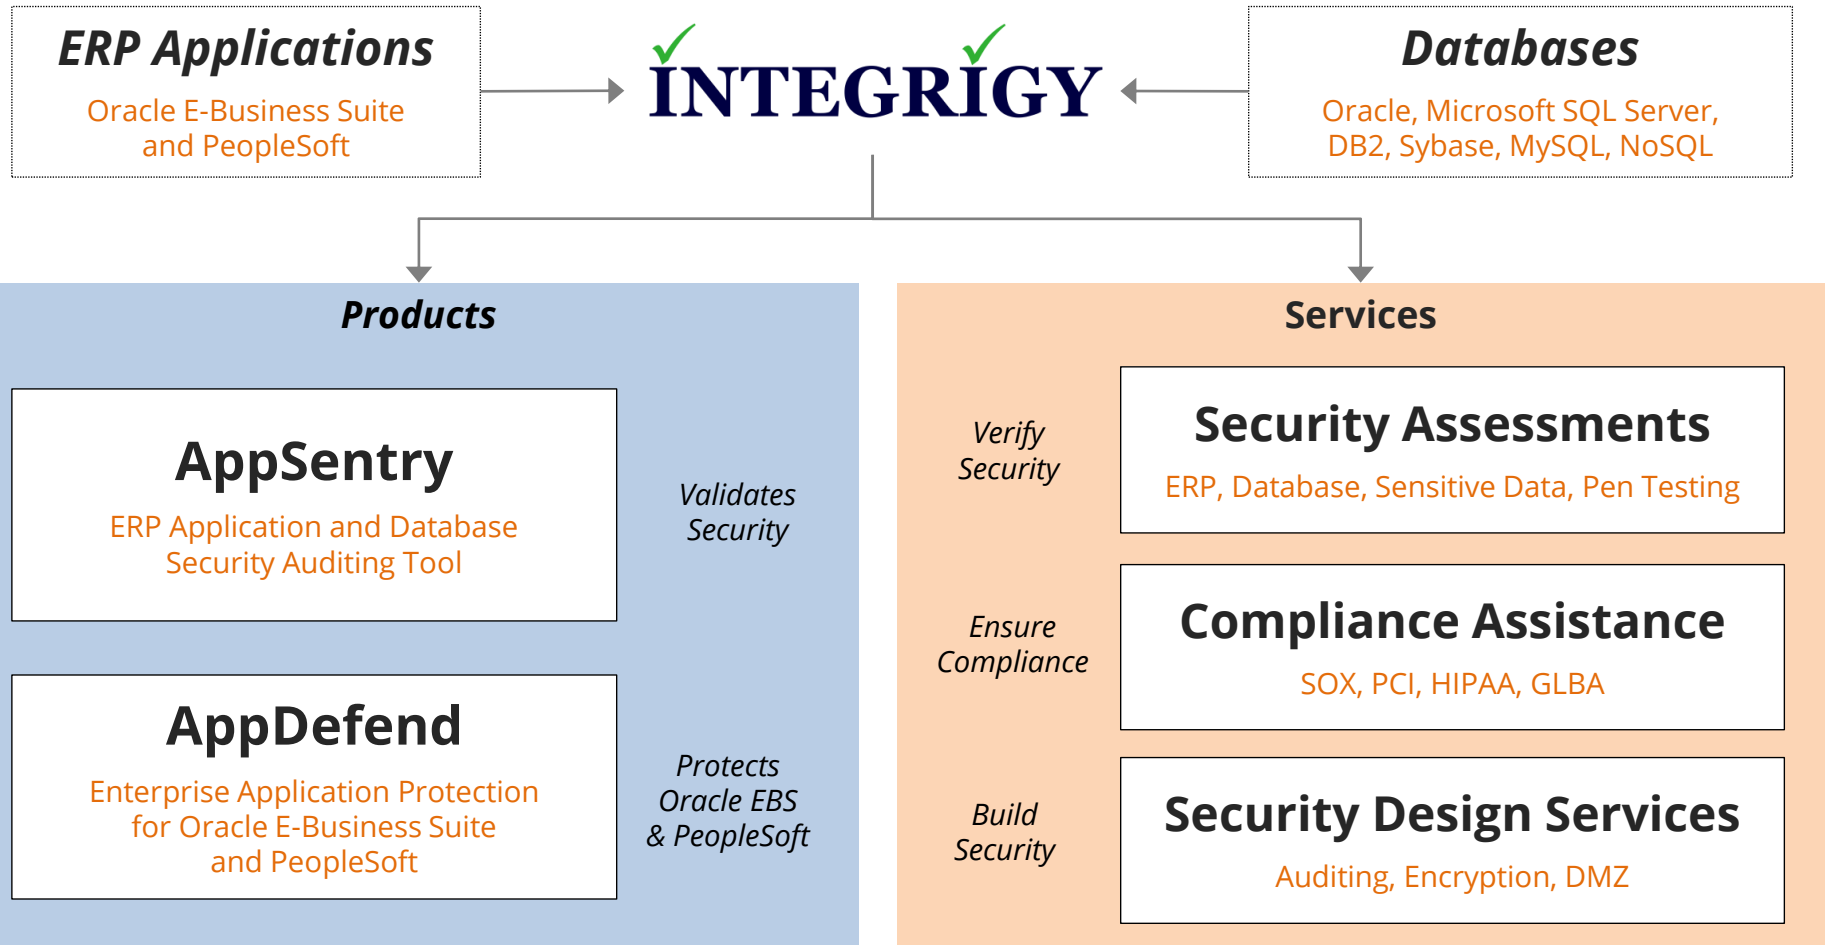 ERP Applications
Oracle E-Business Suite
and PeopleSoft
INTEGRIGY
Databases
Oracle, Microsoft SQL Server,
DB2, Sybase, MySQL, NoSQL
Products
AppSentry
ERP Application and Database
Security Auditing Tool
Validates
Security
AppDefend
Enterprise Application Protection
for Oracle E-Business Suite
and PeopleSoft
Protects
Oracle EBS
& PeopleSoft
Services
Verify
Security
Security Assessments
ERP, Database, Sensitive Data, Pen Testing
Ensure
Compliance
Compliance Assistance
SOX, PCI, HIPAA, GLBA
Build
Security
Security Design Services
Auditing, Encryption, DMZ